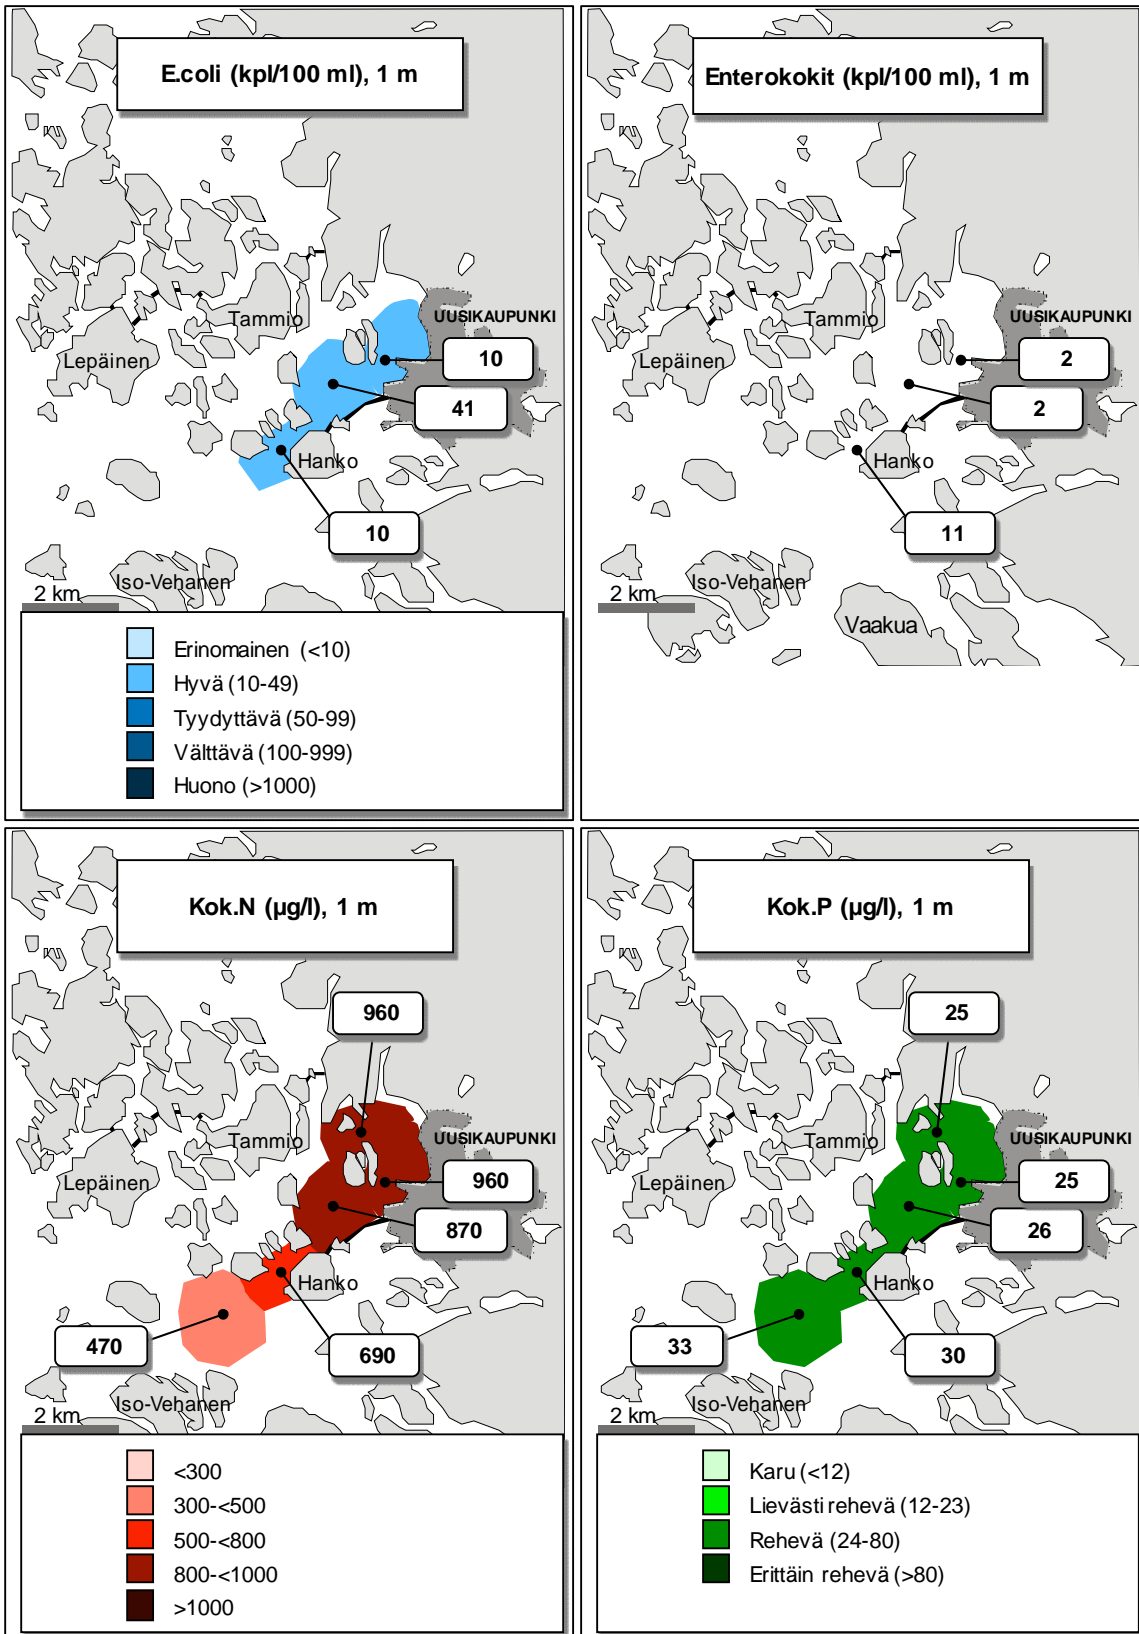 E.coli (kpl/100 ml), 1 m
Tammio
UUSIKAUPUNKI
Lepäinen
10
41
Hanko
10
Iso-Vehanen
2 km
Erinomainen (<10)
Hyvä (10-49)
Tyydyttävä (50-99)
Välttävä (100-999)
Huono (>1000)
Enterokokit (kpl/100 ml), 1 m
Tammio
UUSIKAUPUNKI
Lepäinen
2
2
Hanko
11
Iso-Vehanen
2 km
Vaakua
Kok.N (µg/l), 1 m
960
Tammio
UUSIKAUPUNKI
Lepäinen
960
870
Hanko
470
690
Iso-Vehanen
2 km
<300
300-<500
500-<800
800-<1000
>1000
Kok.P (µg/l), 1 m
25
Tammio
UUSIKAUPUNKI
Lepäinen
25
26
Hanko
33
30
Iso-Vehanen
2 km
Karu (<12)
Lievästi rehevä (12-23)
Rehevä (24-80)
Erittäin rehevä (>80)